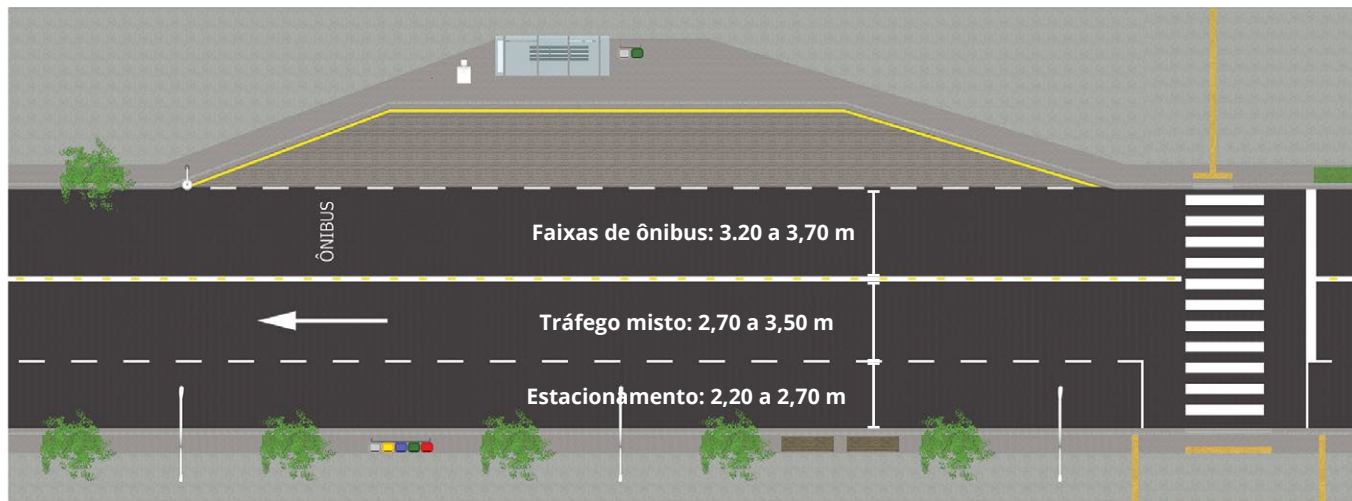 ÔNIBUS
Faixas de ônibus: 3.20 a 3,70 m
Tráfego misto: 2,70 a 3,50 m
Estacionamento: 2,20 a 2,70 m